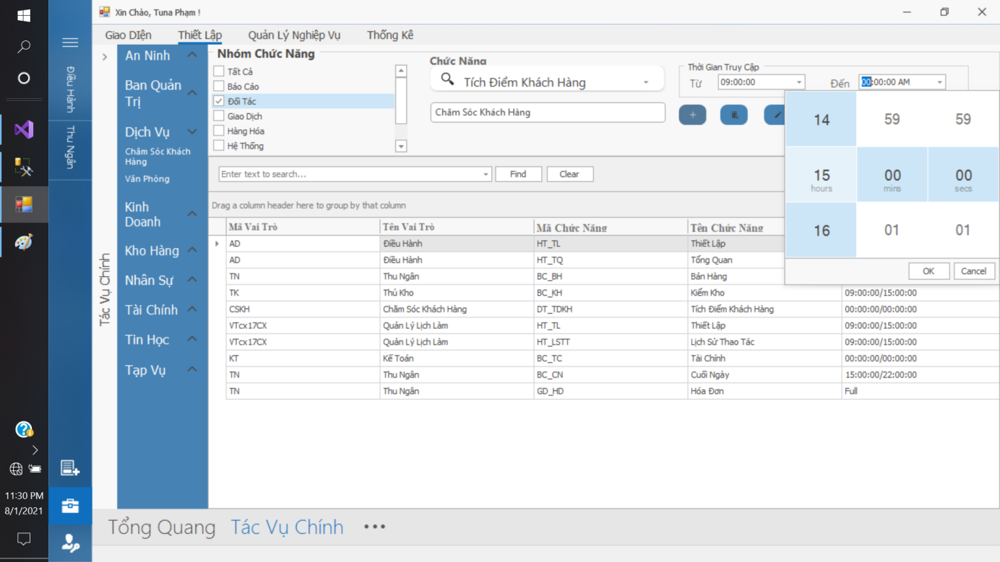 Xin Chào, Tuna Phạm !
Giao DIện Thiết Lập Quản Lý Nghiệp Vụ Thống Kê
Điều Hành
Thu Ngân
11:30 PM
8/1/2021
Tác Vụ Chính
An Ninh
Ban Quản
Trị
Dịch Vụ
Chăm Sóc Khách
Hàng
Văn Phòng
Kinh
Doanh
Kho Hàng
Nhân Sự
Tài Chính
Tin Học
Tạp Vụ
Nhóm Chức Năng
Tất Cả
Báo Cáo
Đối Tác
Giao Dịch
Hàng Hóa
Hệ Thống
Chức Năng
Tích Điểm Khách Hàng
Chăm Sóc Khách Hàng
Thời Gian Truy Cập
Từ 09:00:00 Đến 00:00:00 AM
14 59 59
15 00 00
hours mins secs
16 01 01
OK Cancel
Enter text to search... Find Clear
Drag a column header here to group by that column
Mã Vai Trò Tên Vai Trò Mã Chức Năng Tên Chức Năng
AD Điều Hành HT_TL Thiết Lập
AD Điều Hành HT_TQ Tổng Quan
TN Thu Ngân BC_BH Bán Hàng
TK Thủ Kho BC_KH Kiểm Kho 09:00:00/15:00:00
CSKH Chăm Sóc Khách Hàng DT_TDKH Tích Điểm Khách Hàng 00:00:00/00:00:00
VTcx17CX Quản Lý Lịch Làm HT_TL Thiết Lập 09:00:00/15:00:00
VTcx17CX Quản Lý Lịch Làm HT_LSTT Lịch Sử Thao Tác 09:00:00/15:00:00
KT Kế Toán BC_TC Tài Chính 00:00:00/00:00:00
TN Thu Ngân BC_CN Cuối Ngày 15:00:00/22:00:00
TN Thu Ngân GD_HD Hóa Đơn Full
Tổng Quang Tác Vụ Chính